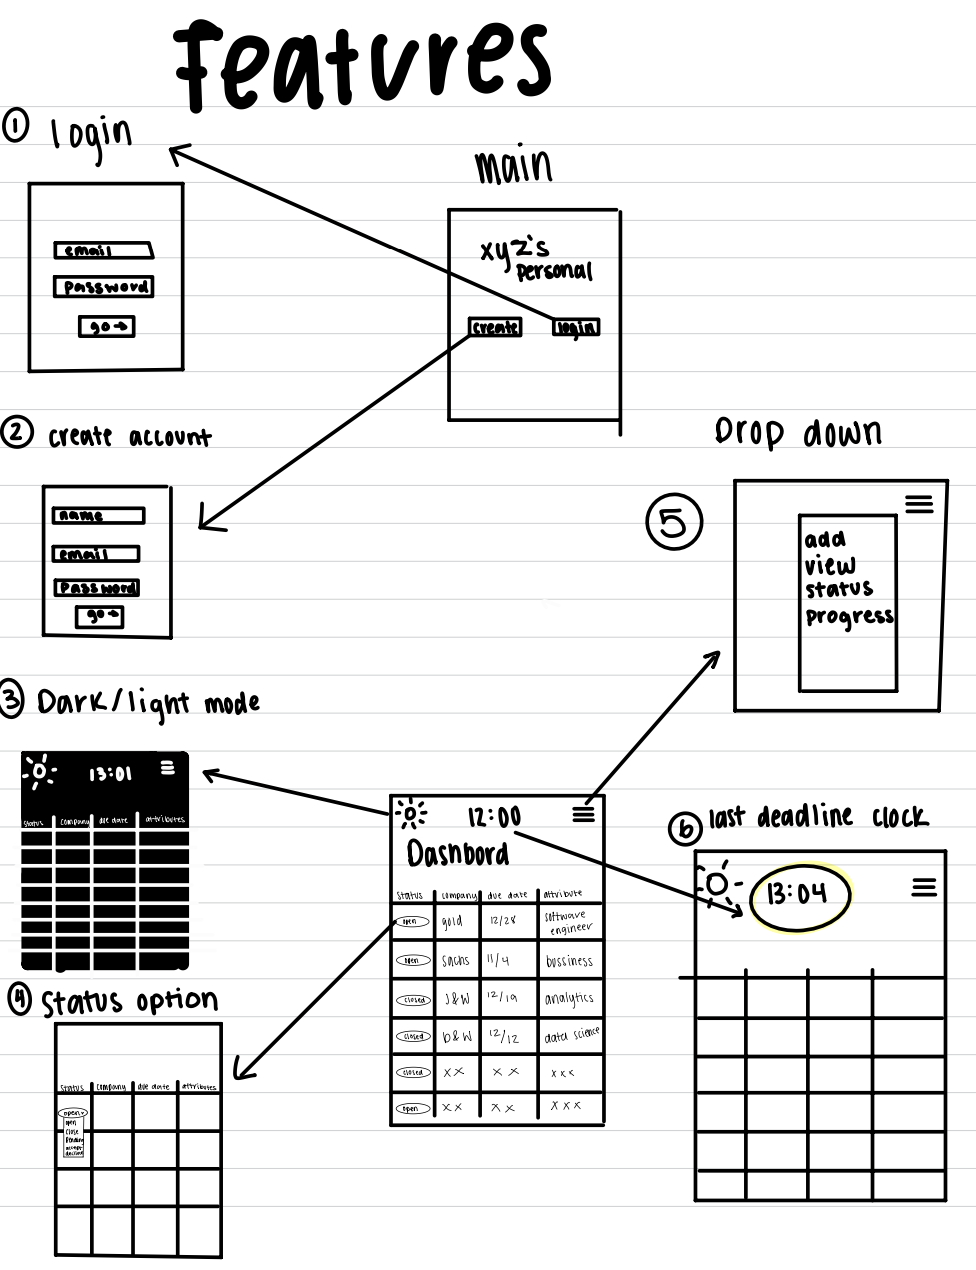 Features
① login
email
password
go →
main
xyz's
personal
create
login
② create account
name
email
password
go →
Drop down
⑤
add
view
status
progress
③ Dark/light mode
13:01
status company due date attributes
12:00
Dashbord
status company due date attribute
open gold 12/28 software
engineer
open sachs 11/4 bussiness
closed J&W 12/19 analytics
closed b&W 12/12 data science
closed xx xx xxx
open xx xx xxx
⑥ last deadline clock
13:04
④ Status option
status company due date attributes
open
open
close
Pending
accept
decline